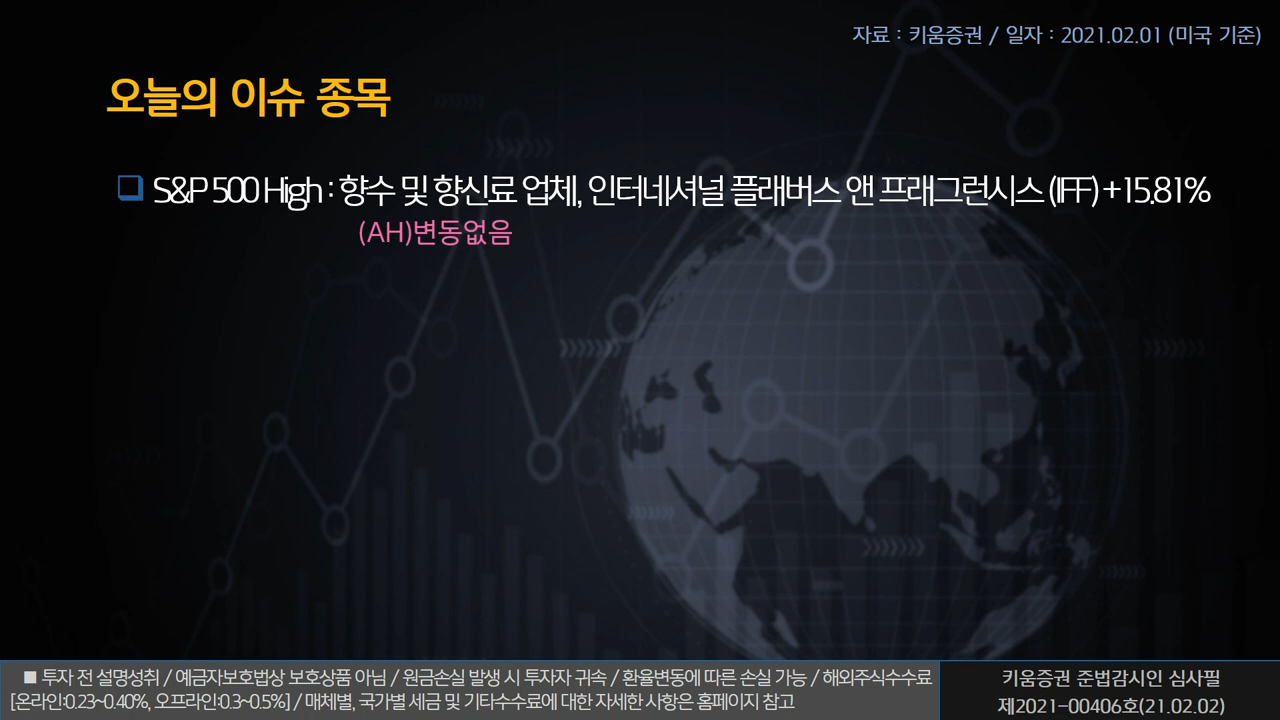 자료 : 키움증권 / 일자 : 2021.02.01 (미국 기준)
오늘의 이슈 종목
❑ S&P 500 High : 향수 및 향신료 업체, 인터네셔널 플래버스 앤 프래그런시스 (IFF) +15.81%
(AH)변동없음
■ 투자 전 설명성취 / 예금자보호법상 보호상품 아님 / 원금손실 발생 시 투자자 귀속 / 환율변동에 따른 손실 가능 / 해외주식수수료
[온라인:0.23~0.40%, 오프라인:0.3~0.5%] / 매체별, 국가별 세금 및 기타수수료에 대한 자세한 사항은 홈페이지 참고
키움증권 준법감시인 심사필
제2021-00406호(21.02.02)